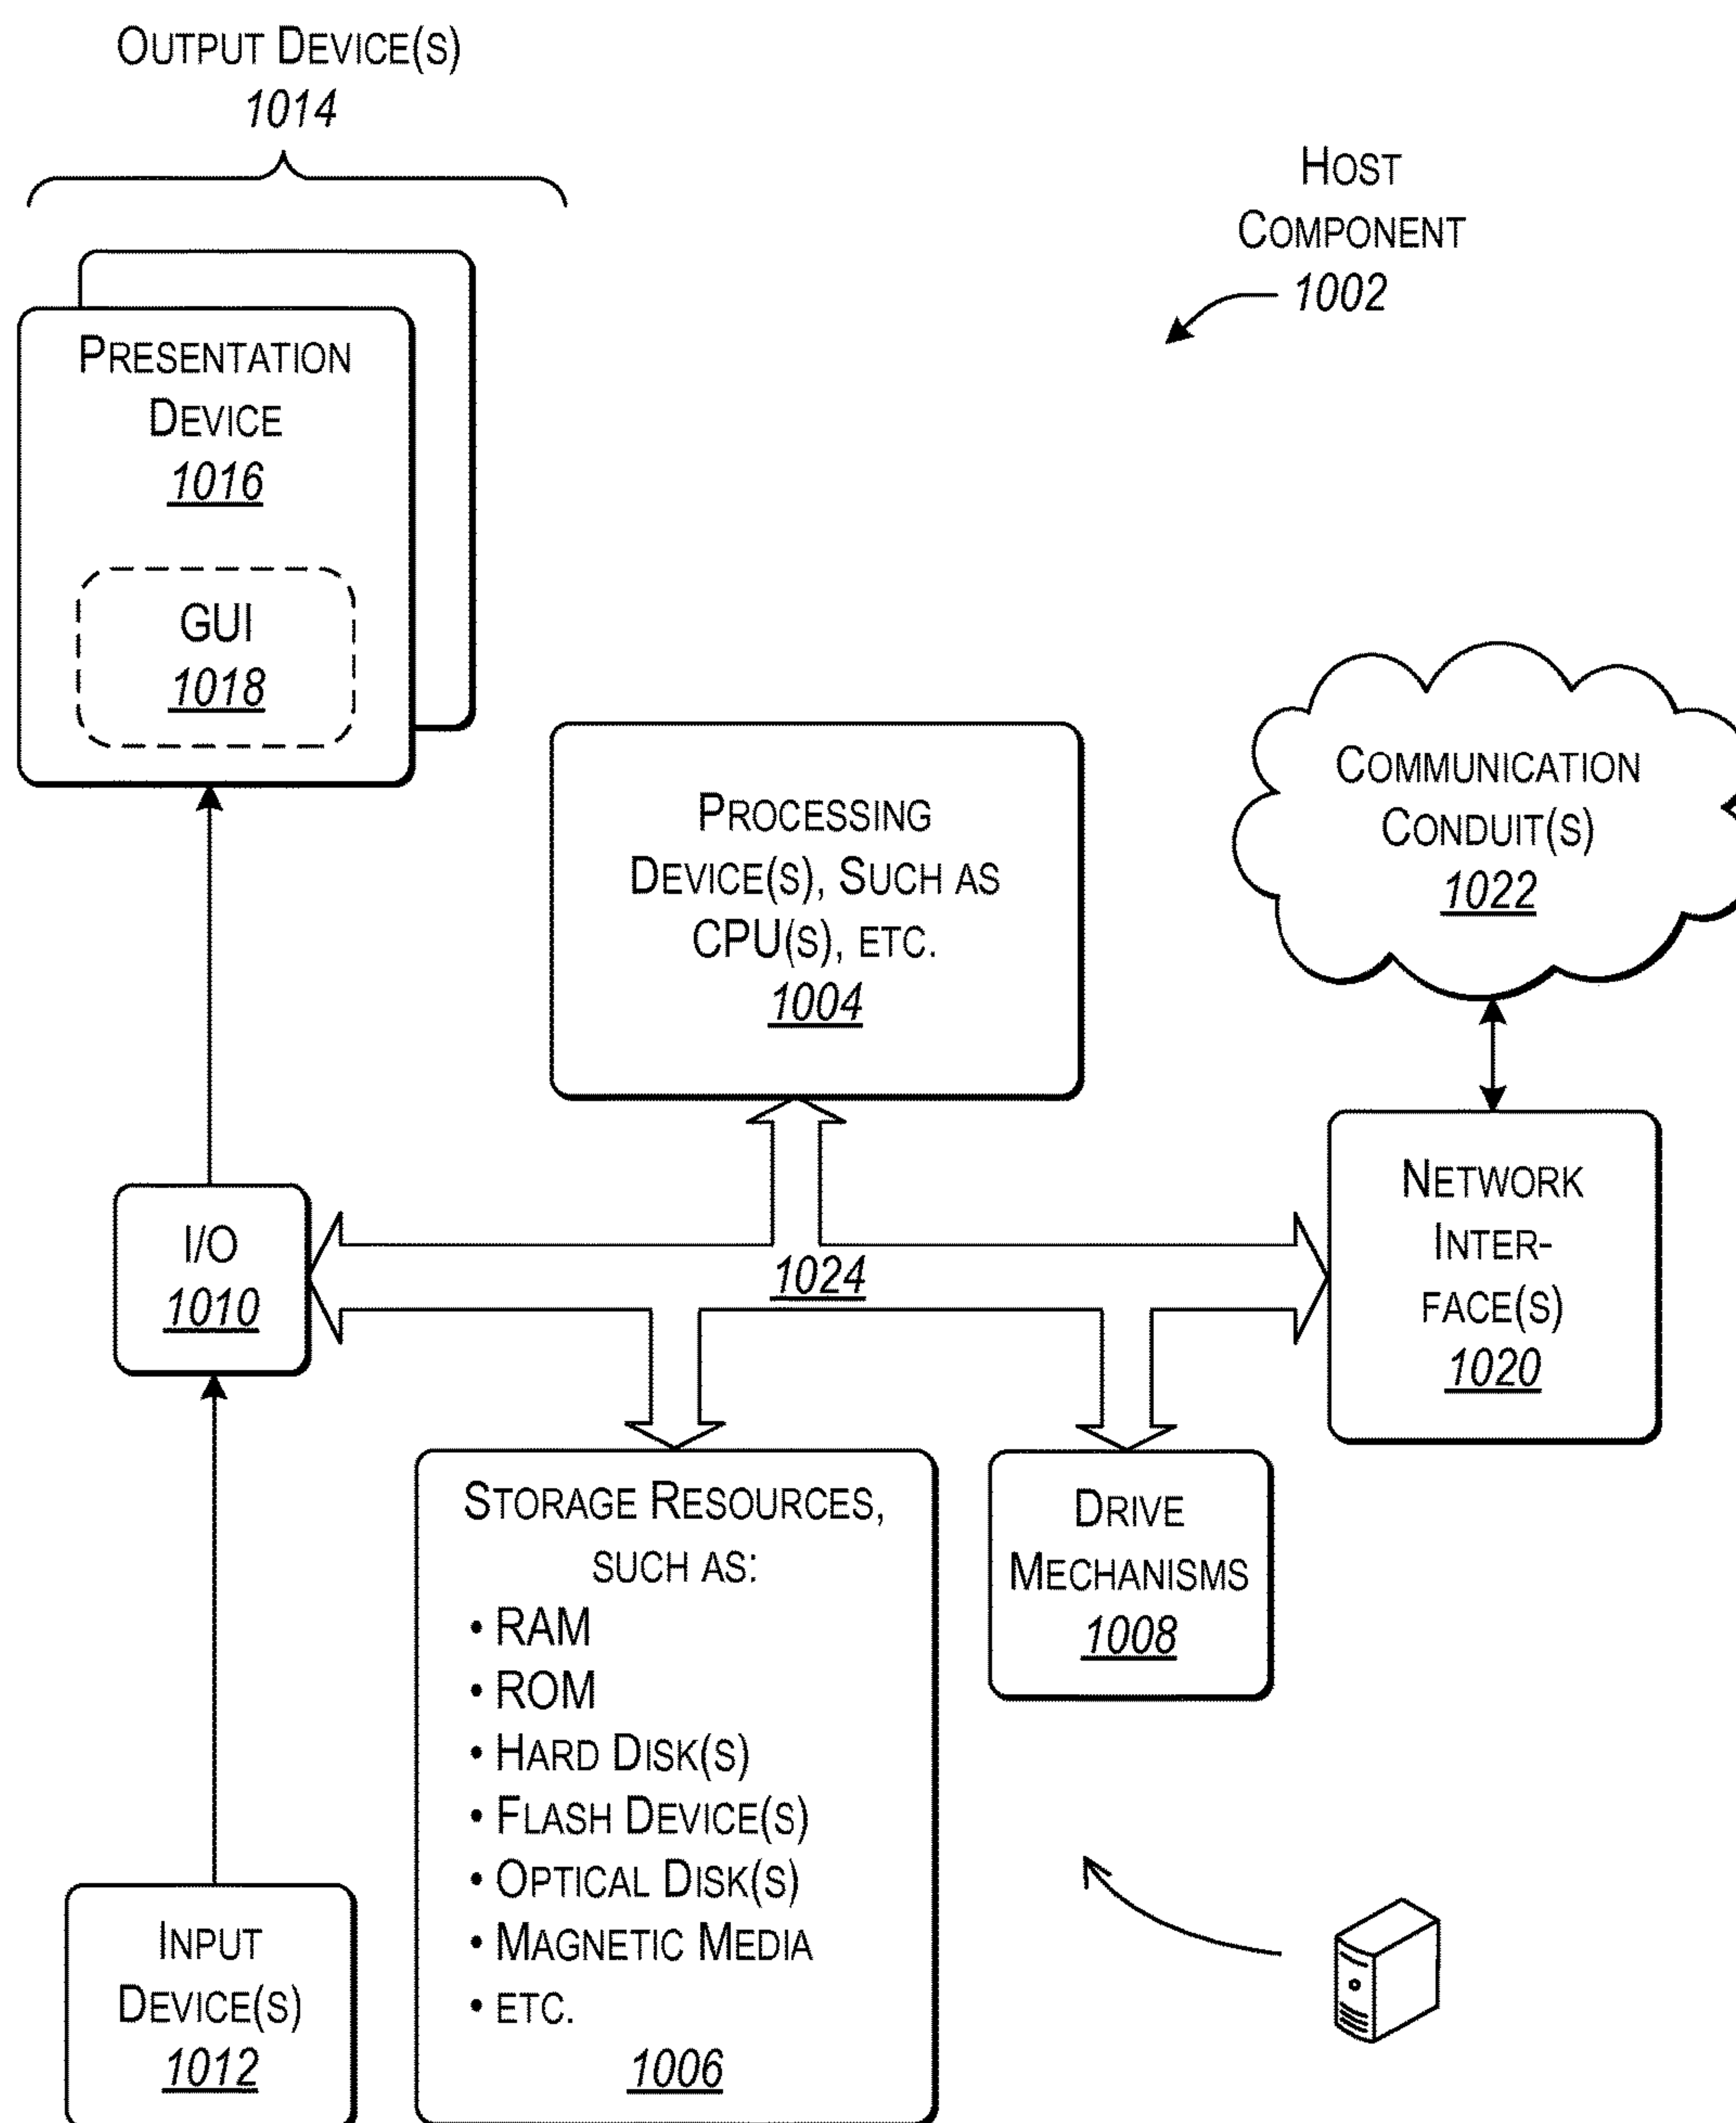 OUTPUT DEVICE(S)
1014
HOST
COMPONENT
1002
PRESENTATION
DEVICE
1016
GUI
1018
PROCESSING
DEVICE(S), SUCH AS
CPU(S), ETC.
1004
COMMUNICATION
CONDUIT(S)
1022
I/O
1010
1024
NETWORK
INTER-
FACE(S)
1020
STORAGE RESOURCES,
SUCH AS:
• RAM
• ROM
• HARD DISK(S)
• FLASH DEVICE(S)
• OPTICAL DISK(S)
• MAGNETIC MEDIA
• ETC.
1006
DRIVE
MECHANISMS
1008
INPUT
DEVICE(S)
1012